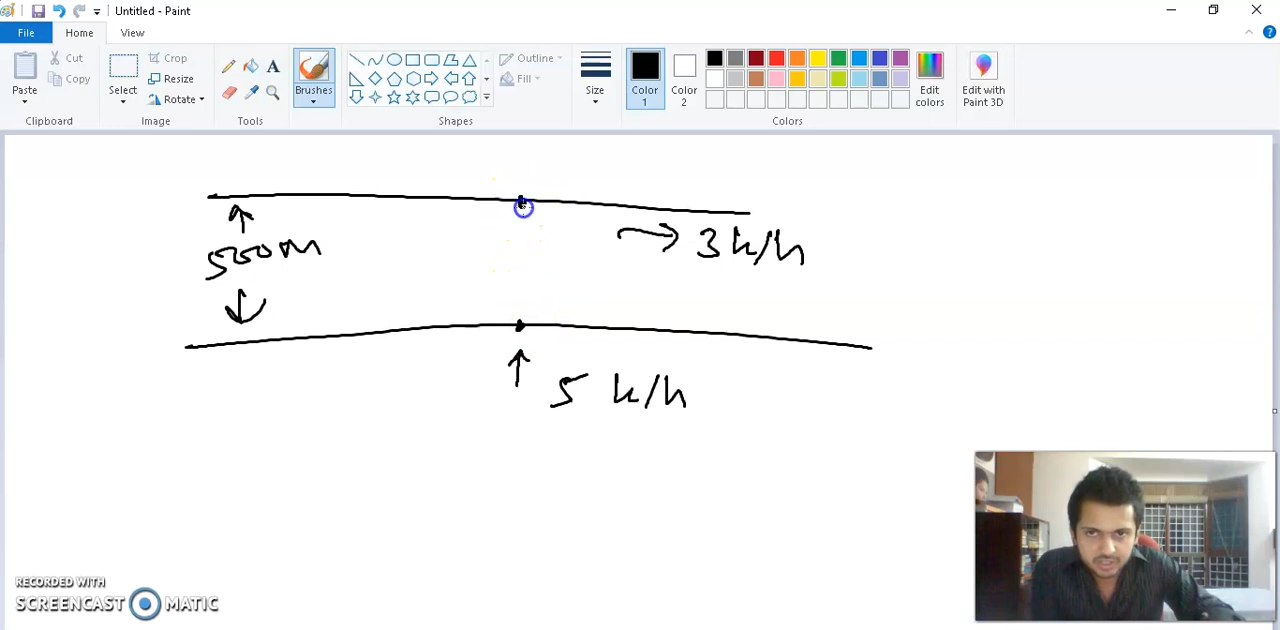 Untitled - Paint
File Home View
Paste
Cut
Copy
Clipboard
Select
Crop
Resize
Rotate
Image
A
Tools
Brushes
Outline
Fill
Shapes
Size
Color 1
Color 2
Edit colors
Colors
Edit with Paint 3D
500m
3 k/h
5 k/h
RECORDED WITH
SCREENCAST MATIC